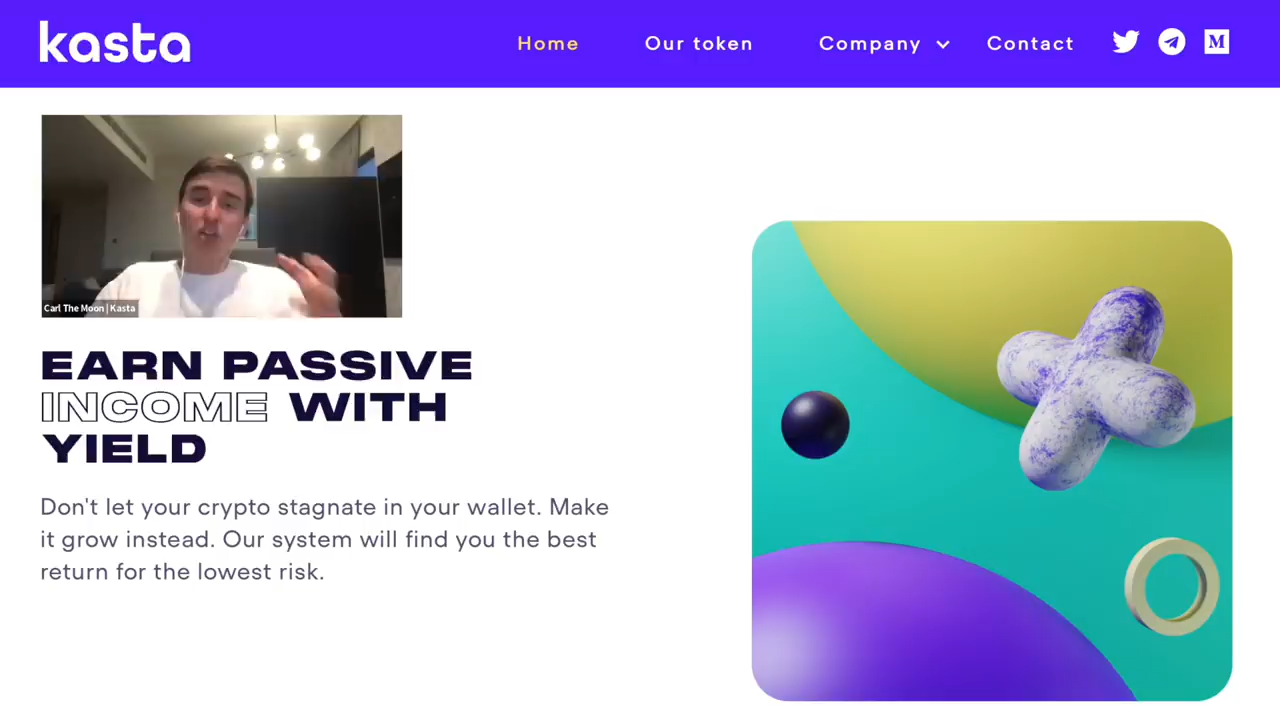 kasta
Home Our token Company Contact
M
Carl The Moon | Kasta
EARN PASSIVE
INCOME WITH
YIELD
Don't let your crypto stagnate in your wallet. Make
it grow instead. Our system will find you the best
return for the lowest risk.